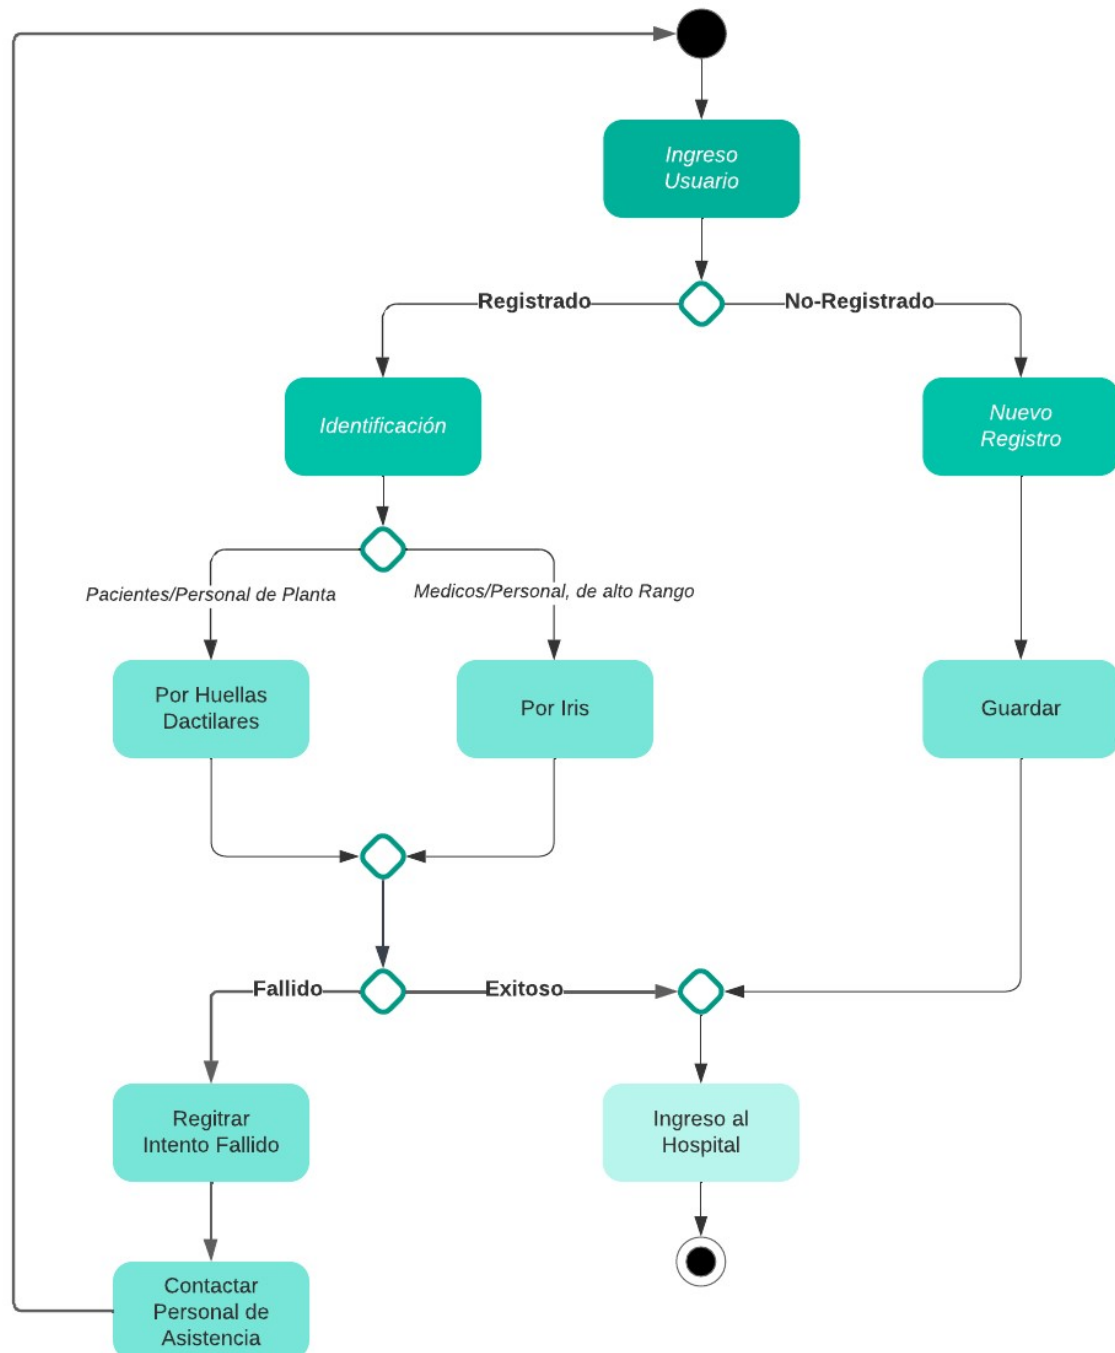 Ingreso
Usuario
Registrado
No-Registrado
Identificación
Nuevo
Registro
Pacientes/Personal de Planta
Medicos/Personal, de alto Rango
Por Huellas
Dactilares
Por Iris
Guardar
Fallido
Exitoso
Regitrar
Intento Fallido
Ingreso al
Hospital
Contactar
Personal de
Asistencia